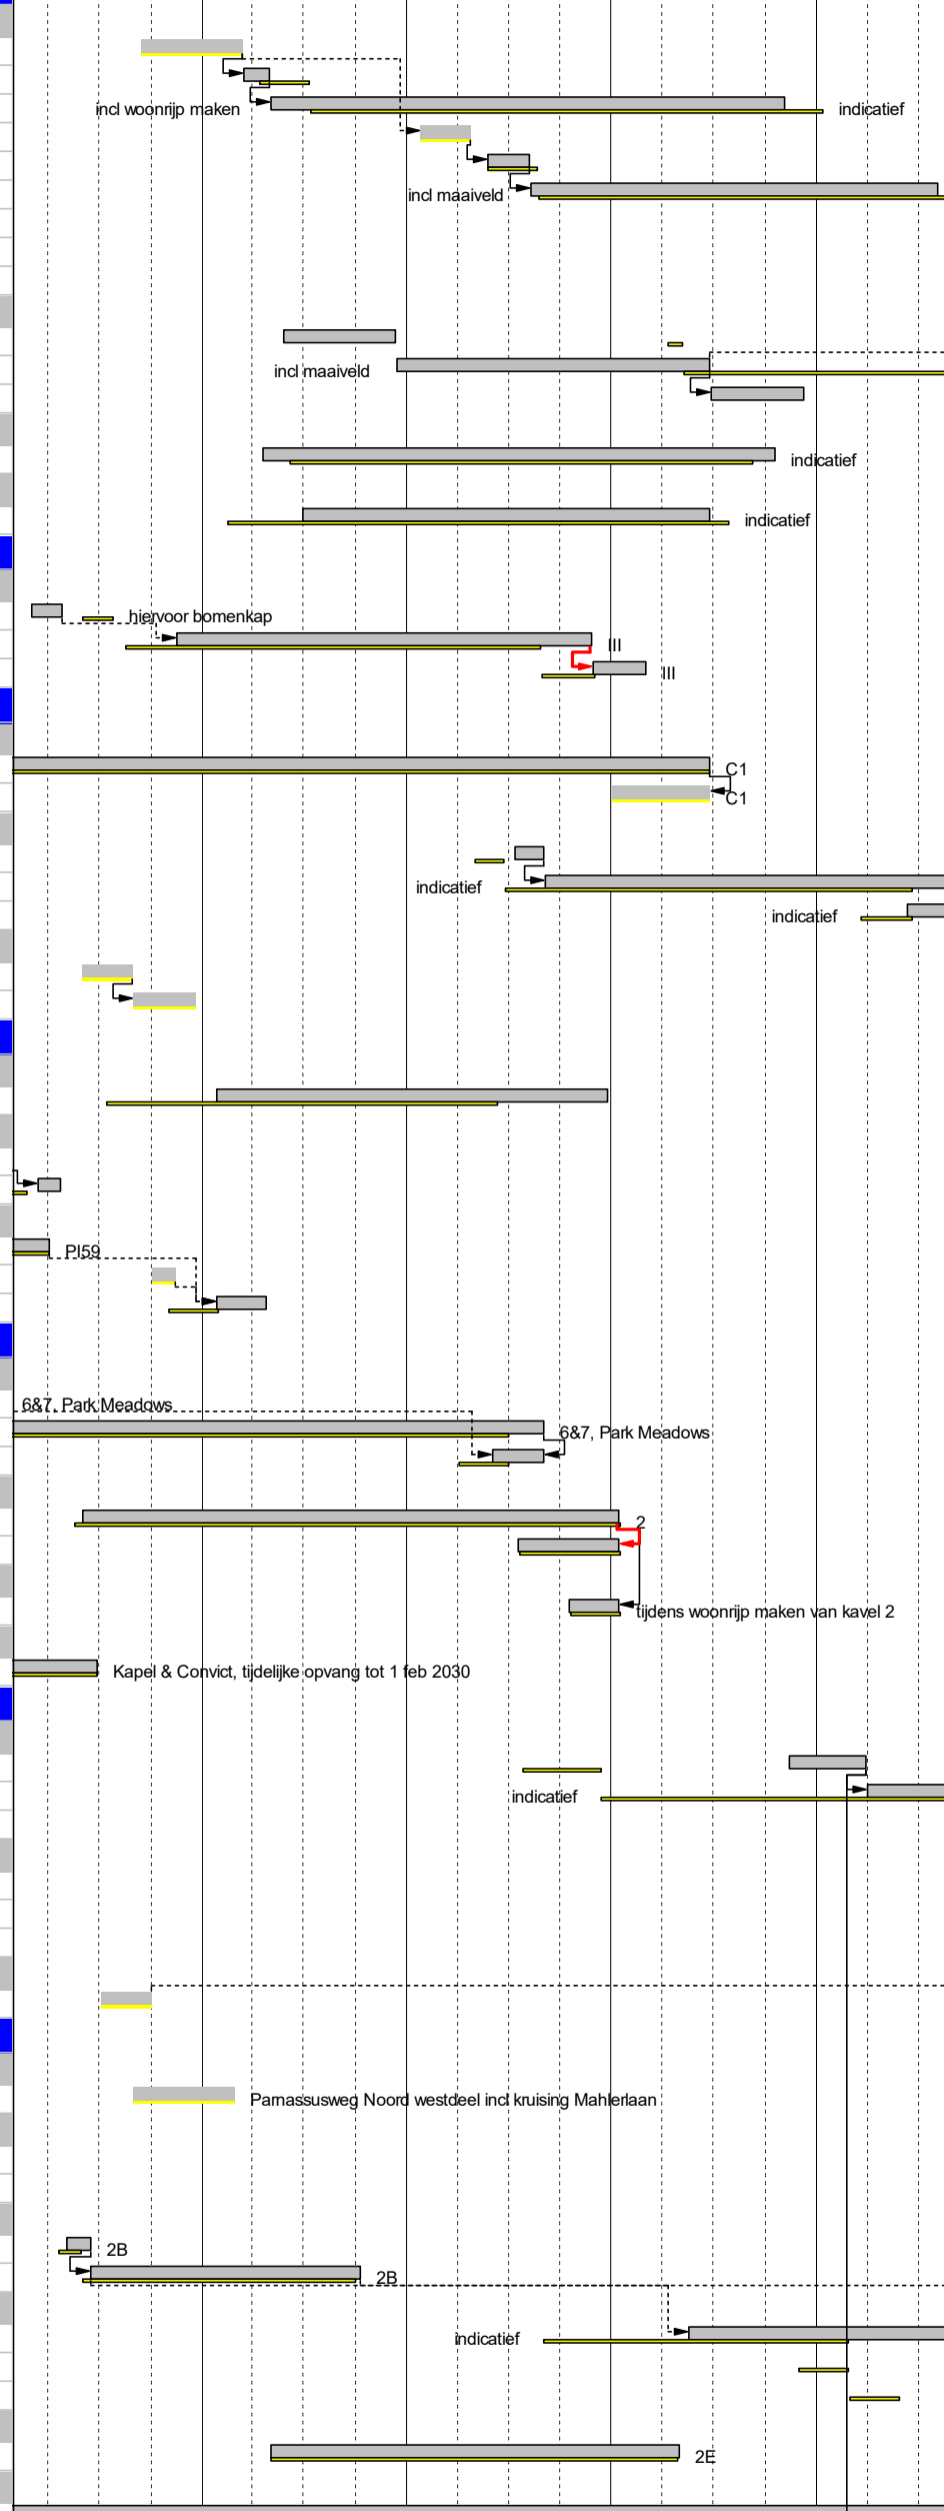 incl woonrijp maken
indicatief
incl maaiveld
incl maaiveld
indicatief
indicatief
hiervoor bomenkap
III
III
C1
C1
indicatief
indicatief
PI59
6&7, Park Meadows
6&7, Park Meadows
2
tijdens woonrijp maken van kavel 2
Kapel & Convict, tijdelijke opvang tot 1 feb 2030
indicatief
Parnassusweg Noord westdeel incl kruising Mahlerlaan
2B
2B
indicatief
2E